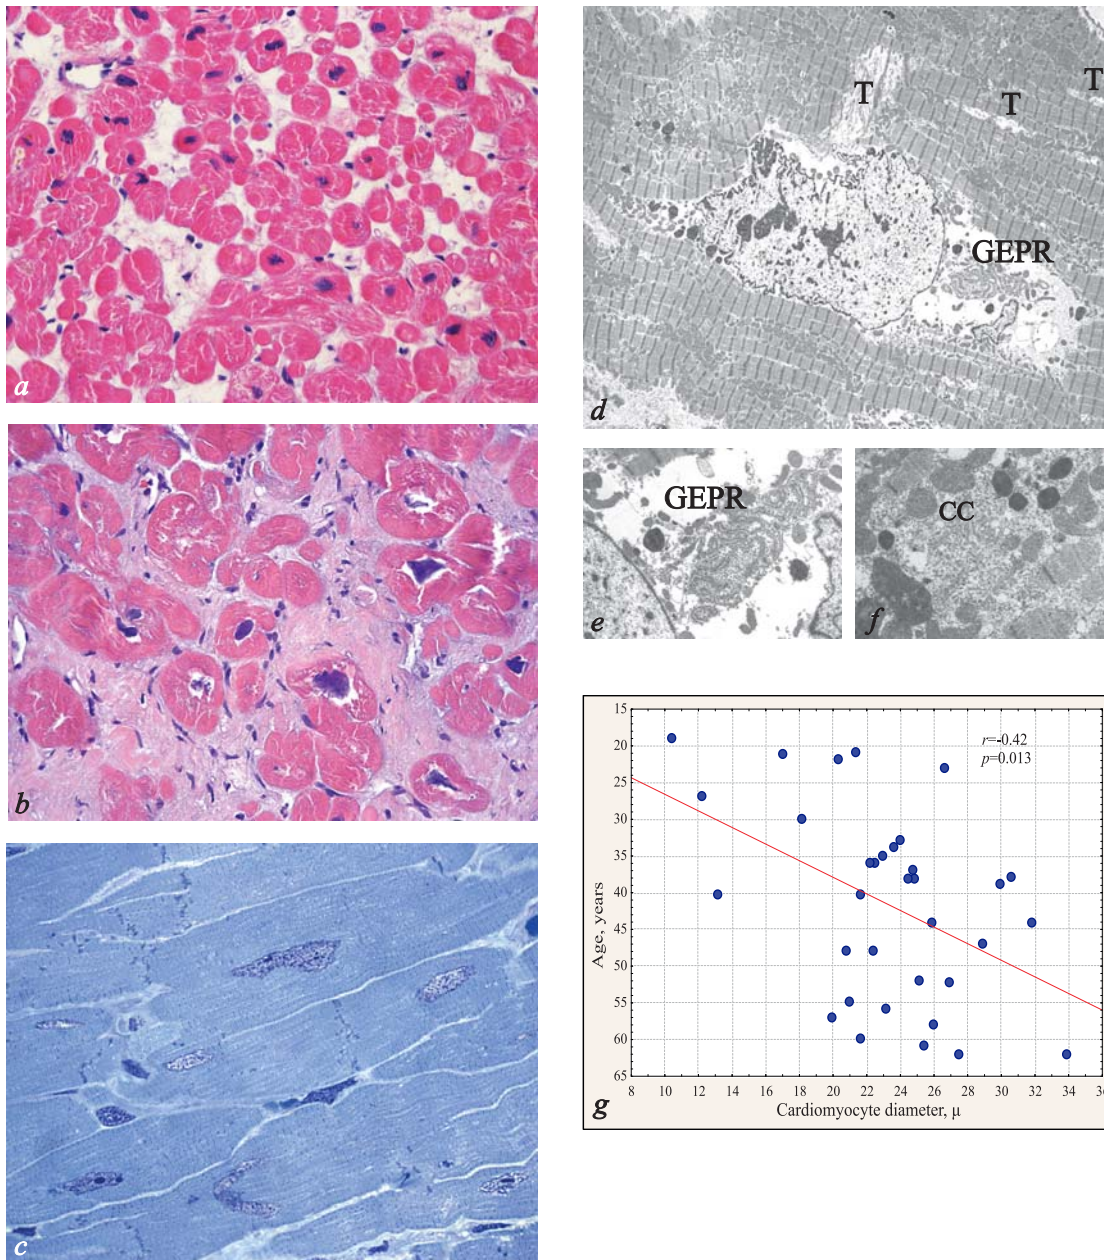 a
b
c
T
T
T
GEPR
d
GEPR
e
CC
f
15
20
25
30
35
40
45
50
55
60
65
Age, years
r=-0.42
p=0.013
8 10 12 14 16 18 20 22 24 26 28 30 32 34 36
Cardiomyocyte diameter, μ
g